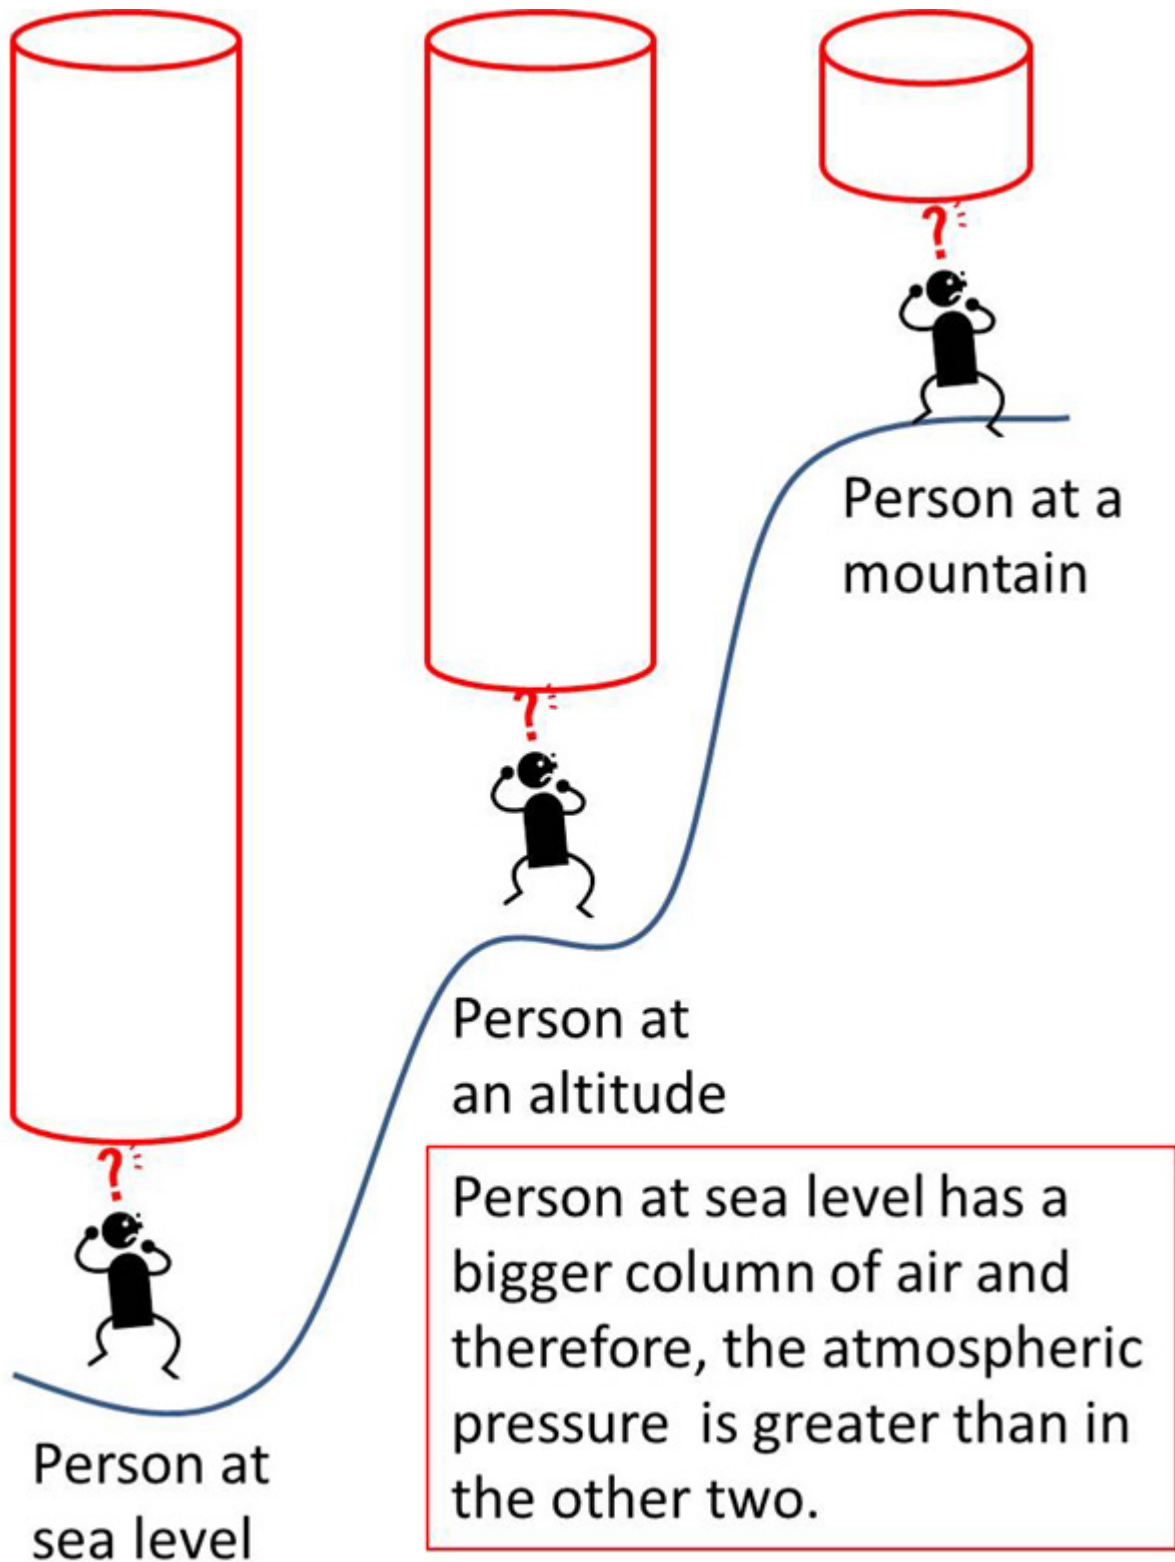 ?
Person at a
mountain
?
Person at
an altitude
?
Person at
sea level
Person at sea level has a
bigger column of air and
therefore, the atmospheric
pressure is greater than in
the other two.